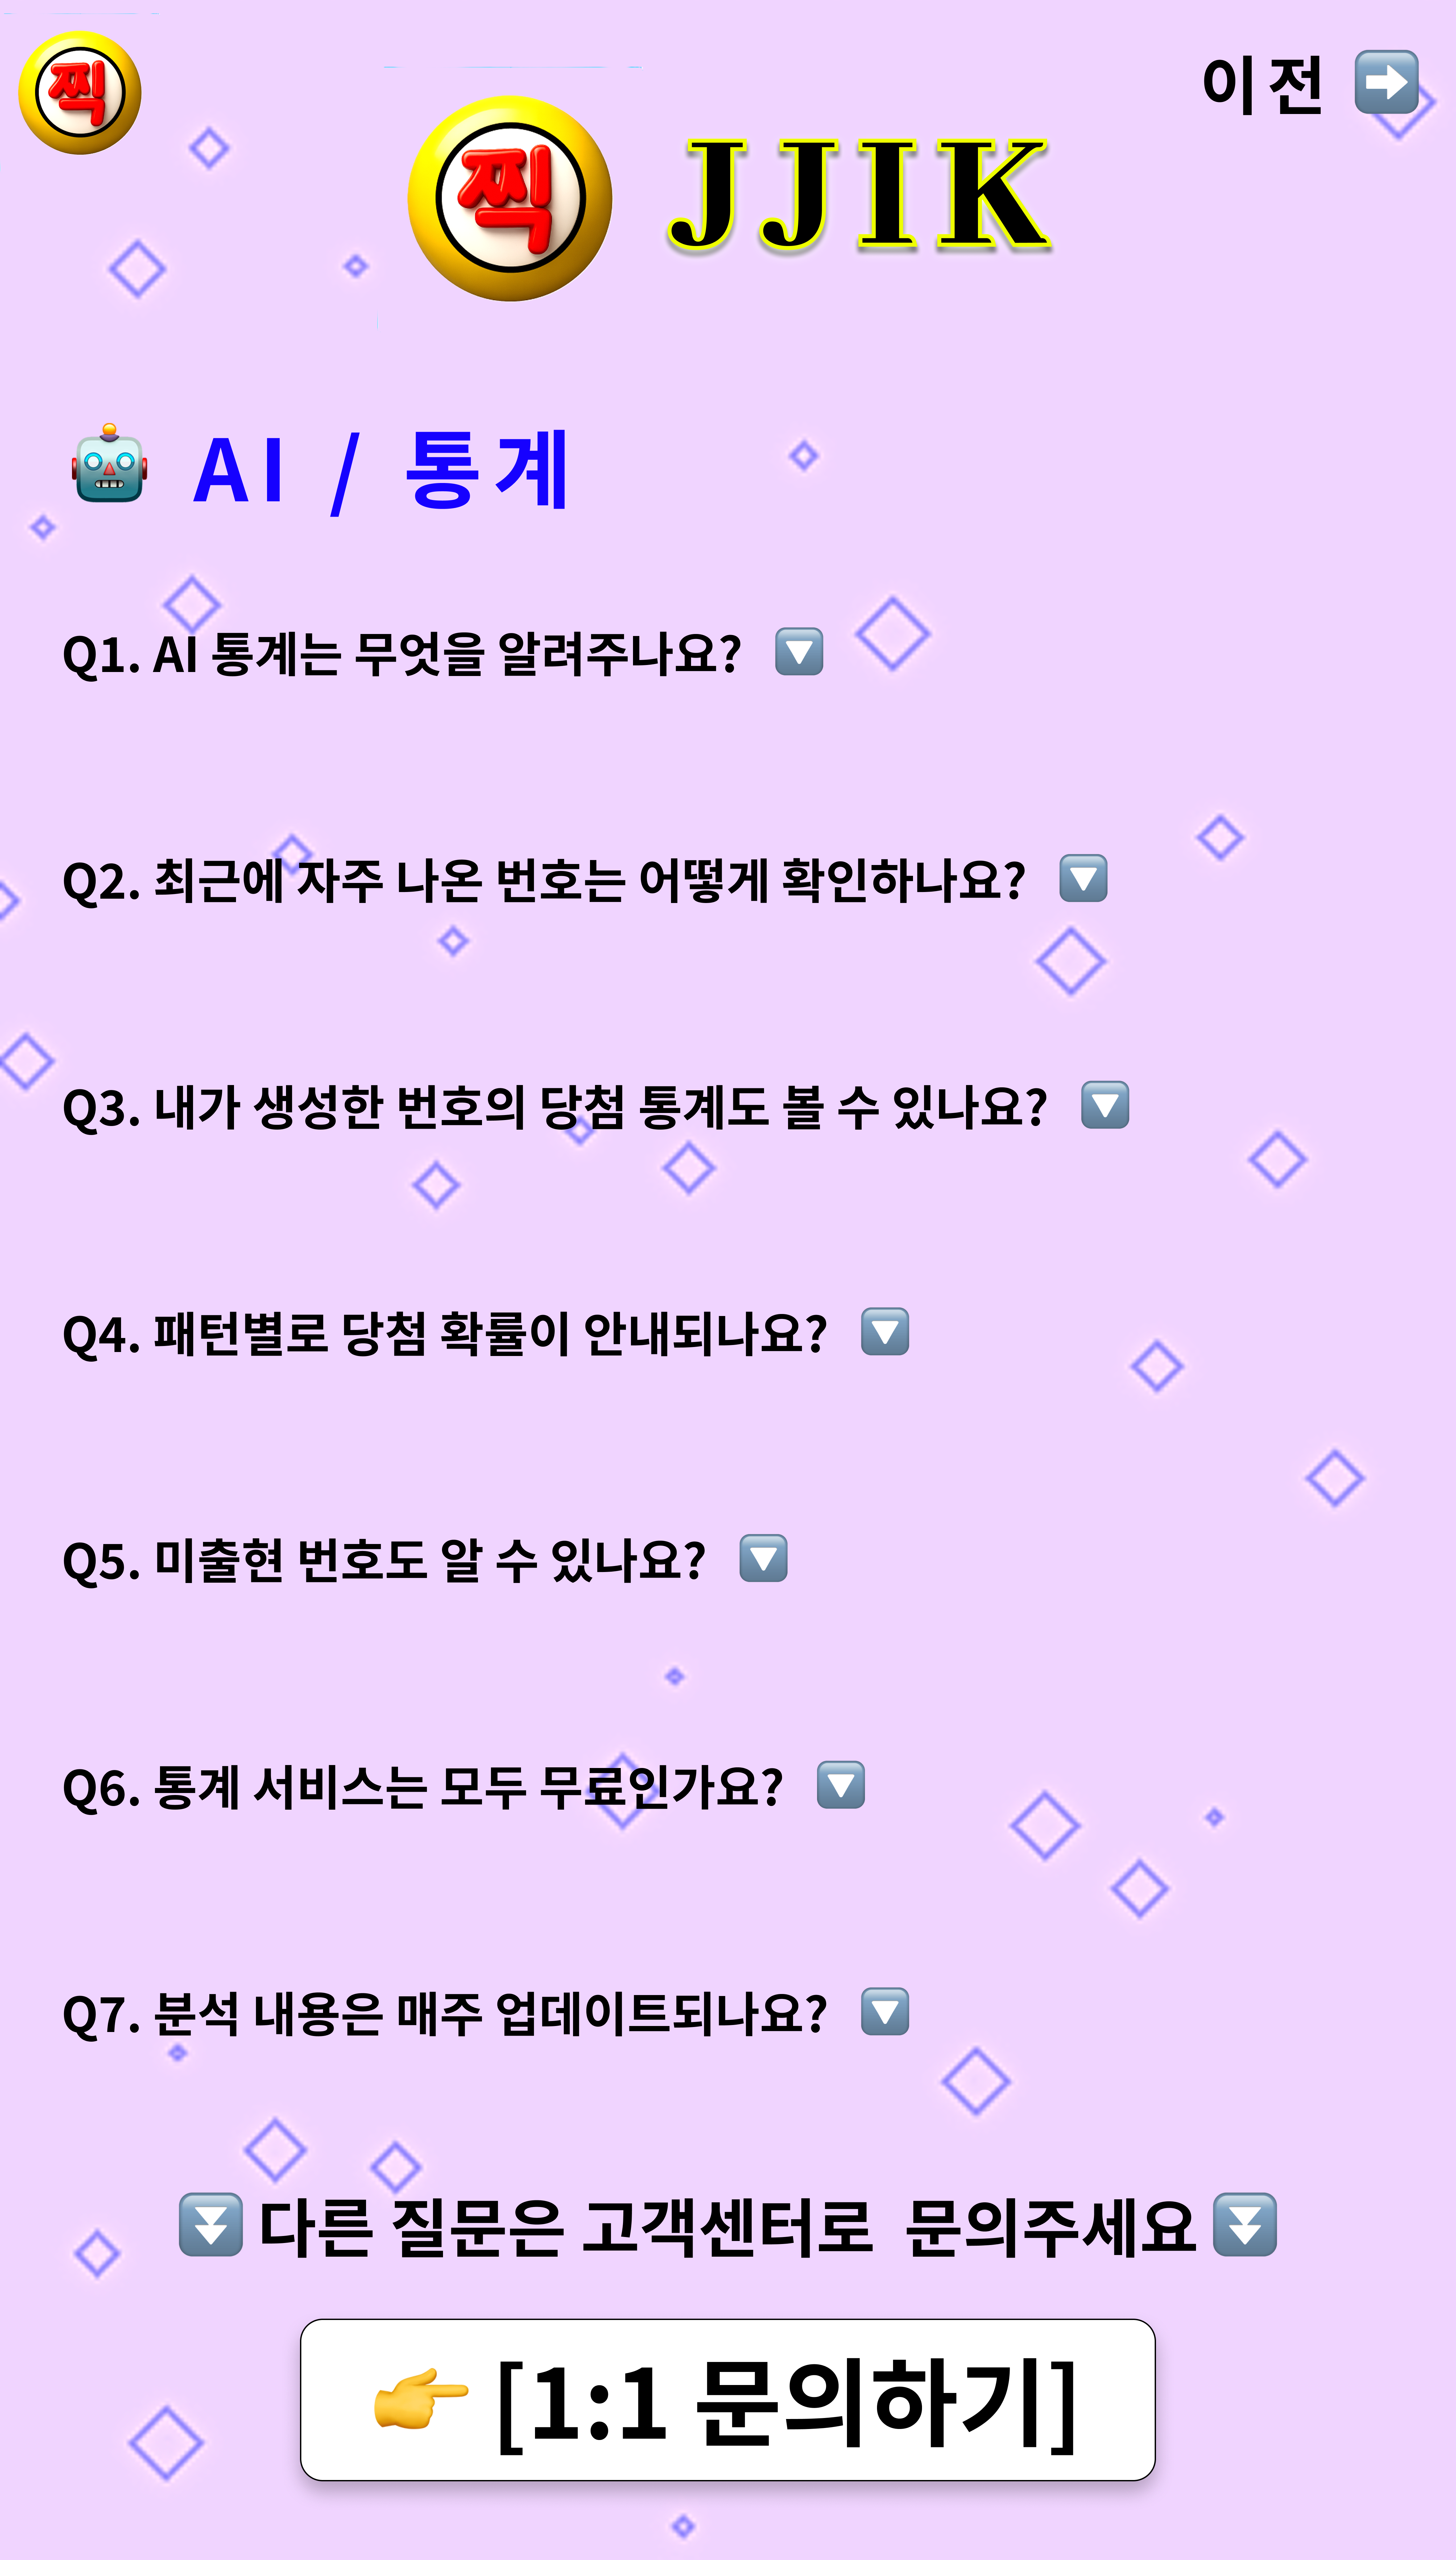 찍
이전 ➡️
찍 JJIK
🤖 AI / 통계
Q1. AI 통계는 무엇을 알려주나요? 🔽
Q2. 최근에 자주 나온 번호는 어떻게 확인하나요? 🔽
Q3. 내가 생성한 번호의 당첨 통계도 볼 수 있나요? 🔽
Q4. 패턴별로 당첨 확률이 안내되나요? 🔽
Q5. 미출현 번호도 알 수 있나요? 🔽
Q6. 통계 서비스는 모두 무료인가요? 🔽
Q7. 분석 내용은 매주 업데이트되나요? 🔽
⏬ 다른 질문은 고객센터로 문의주세요 ⏬
👉 [1:1 문의하기]